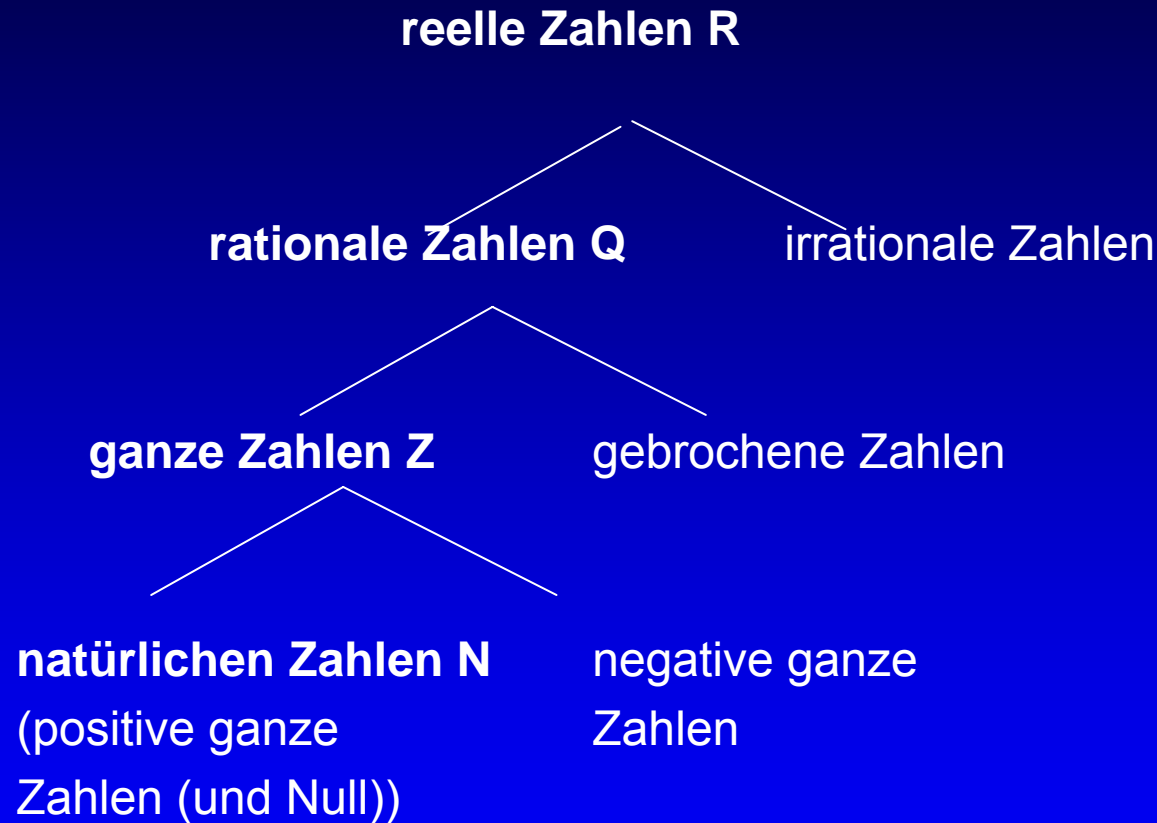 reelle Zahlen R
rationale Zahlen Q irrationale Zahlen
ganze Zahlen Z gebrochene Zahlen
natürlichen Zahlen N negative ganze
(positive ganze Zahlen
Zahlen (und Null))